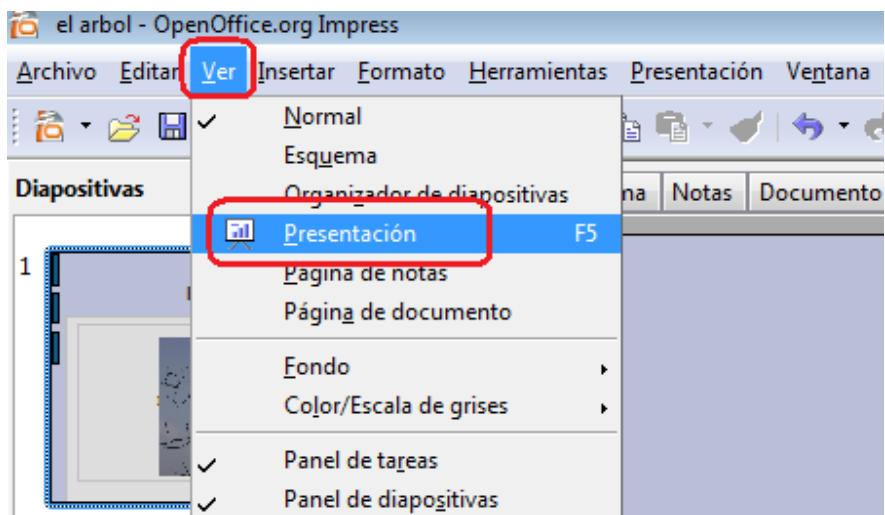 el arbol - OpenOffice.org Impress
Archivo Editar Ver Insertar Formato Herramientas Presentación Ventana
Normal
Esquema
Diapositivas Organizador de diapositivas Notas Documento
Presentación F5
1 Página de notas
Página de documento
Fondo
Color/Escala de grises
Panel de tareas
Panel de diapositivas